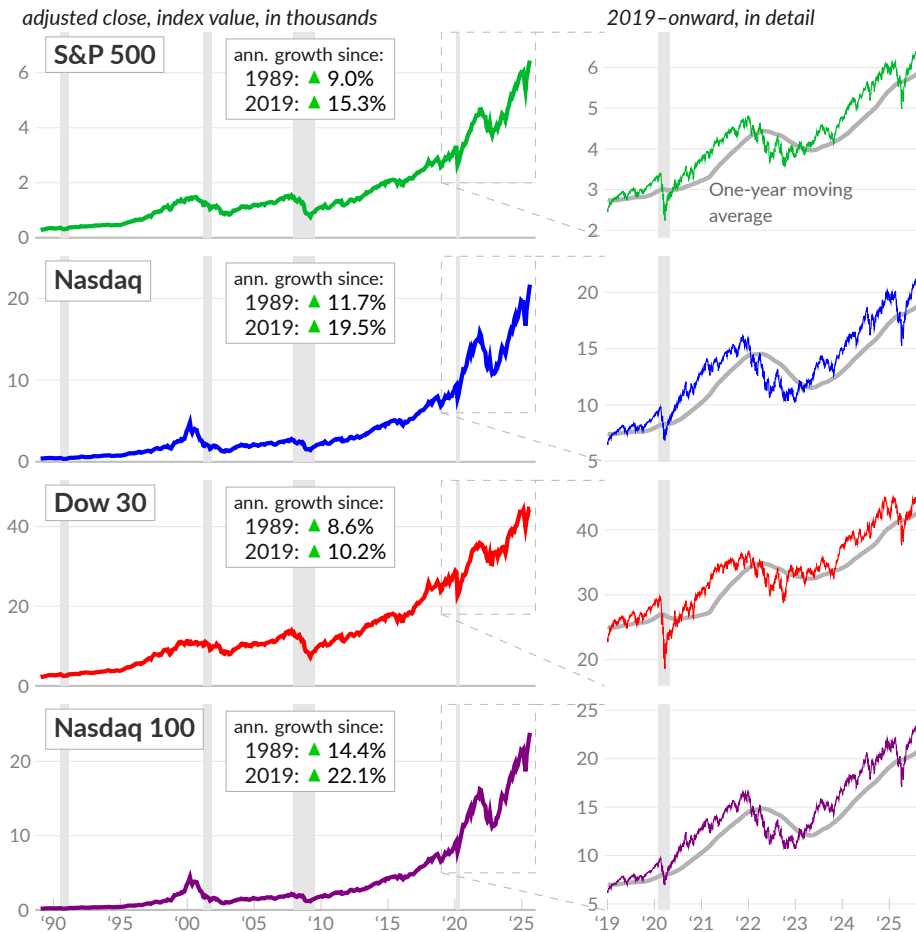 adjusted close, index value, in thousands
2019–onward, in detail
S&P 500
ann. growth since:
1989: ▲ 9.0%
2019: ▲ 15.3%
6
4
2
0
6
5
4
3
2
One-year moving
average
Nasdaq
ann. growth since:
1989: ▲ 11.7%
2019: ▲ 19.5%
20
10
0
20
15
10
5
Dow 30
ann. growth since:
1989: ▲ 8.6%
2019: ▲ 10.2%
40
20
0
40
30
20
Nasdaq 100
ann. growth since:
1989: ▲ 14.4%
2019: ▲ 22.1%
20
10
0
25
20
15
10
5
‘90 ‘95 ‘00 ‘05 ‘10 ‘15 ‘20 ‘25
‘19 ‘20 ‘21 ‘22 ‘23 ‘24 ‘25